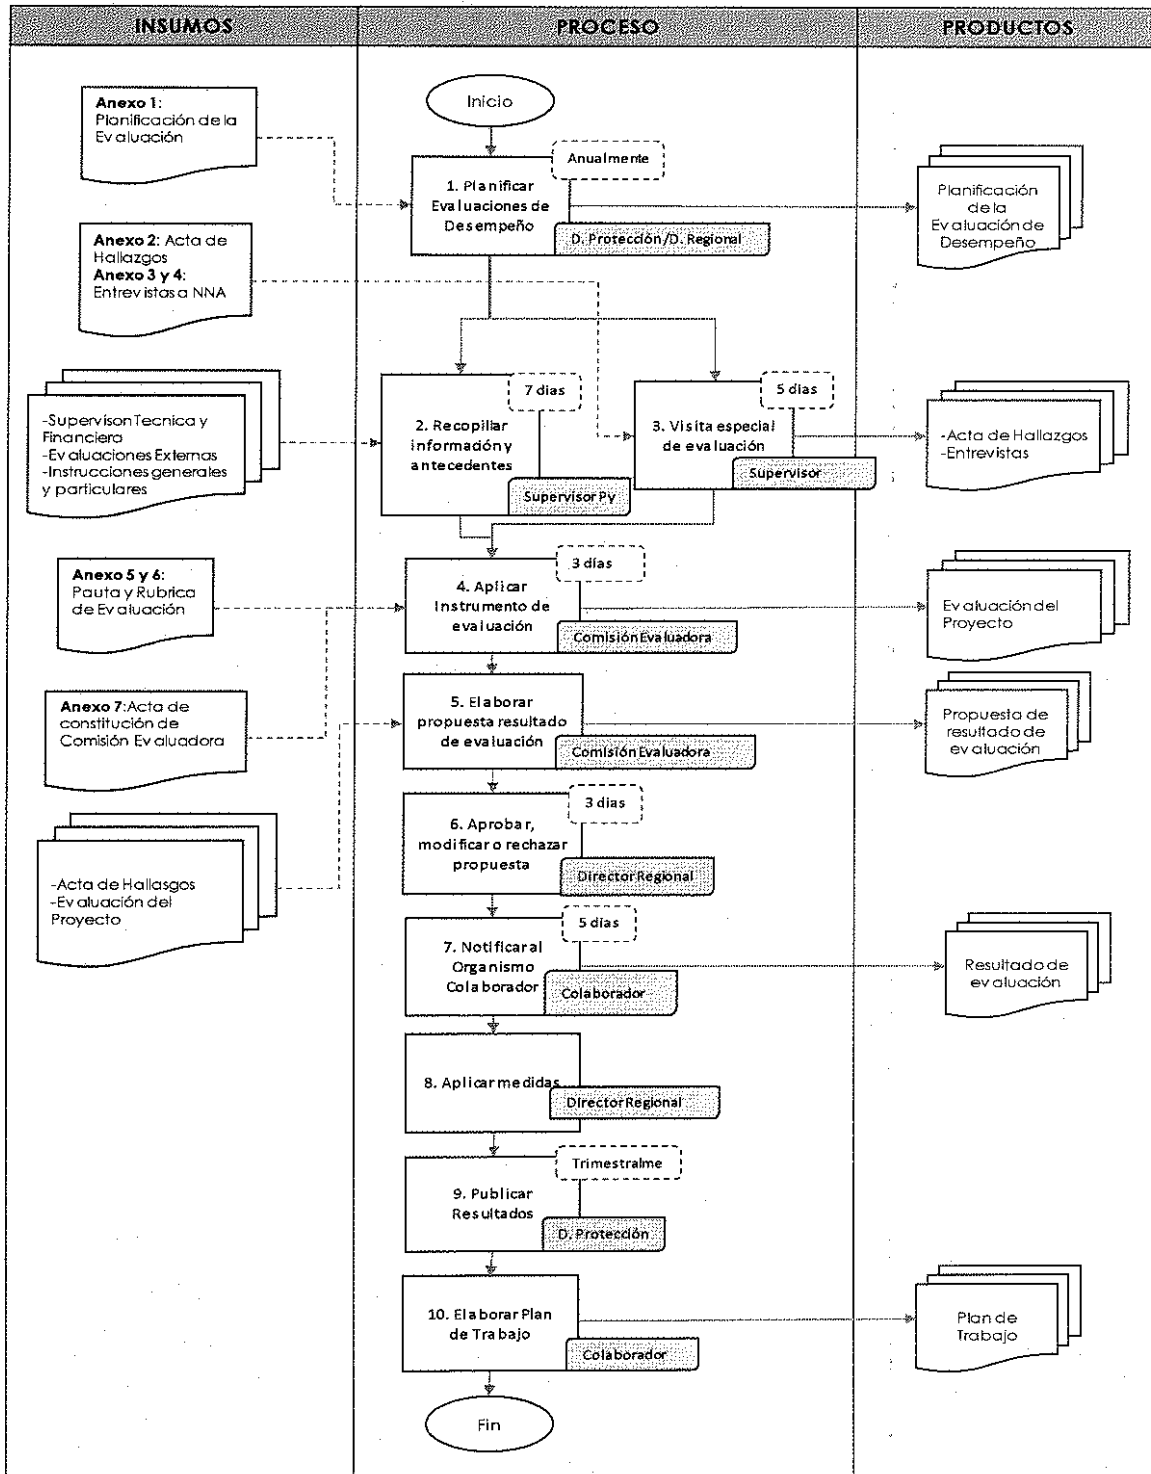 INSUMOS
PROCESO
PRODUCTOS
Inicio
Anexo 1:
Planificación de la
Evaluación
Anualmente
1. Planificar
Evaluaciones de
Desempeño
D. Protección/D. Regional
Planificación
de la
Evaluación de
Desempeño
Anexo 2: Acta de
Hallazgos
Anexo 3 y 4:
Entrevistas a NNA
-Supervison Tecnica y
Financiera
-Evaluaciones Externas
-Instrucciones generales
y particulares
7 dias
2. Recopilar
información y
antecedentes
Supervisor Py
5 días
3. Visita especial
de evaluación
Supervisor
-Acta de Hallazgos
-Entrevistas
Anexo 5 y 6:
Pauta y Rubrica
de Evaluación
3 días
4. Aplicar
Instrumento de
evaluación
Comisión Evaluadora
Evaluación del
Proyecto
Anexo 7:Acta de
constitución de
Comisión Evaluadora
5. Elaborar
propuesta resultado
de evaluación
Comisión Evaluadora
Propuesta de
resultado de
evaluación
-Acta de Hallasgos
-Evaluación del
Proyecto
3 dias
6. Aprobar,
modificar o rechazar
propuesta
Director Regional
5 días
7. Notificar al
Organismo
Colaborador
Colaborador
Resultado de
evaluación
8. Aplicar medidas
Director Regional
Trimestralme
9. Publicar
Resultados
D. Protección
10. Elaborar Plan
de Trabajo
Colaborador
Plan de
Trabajo
Fin